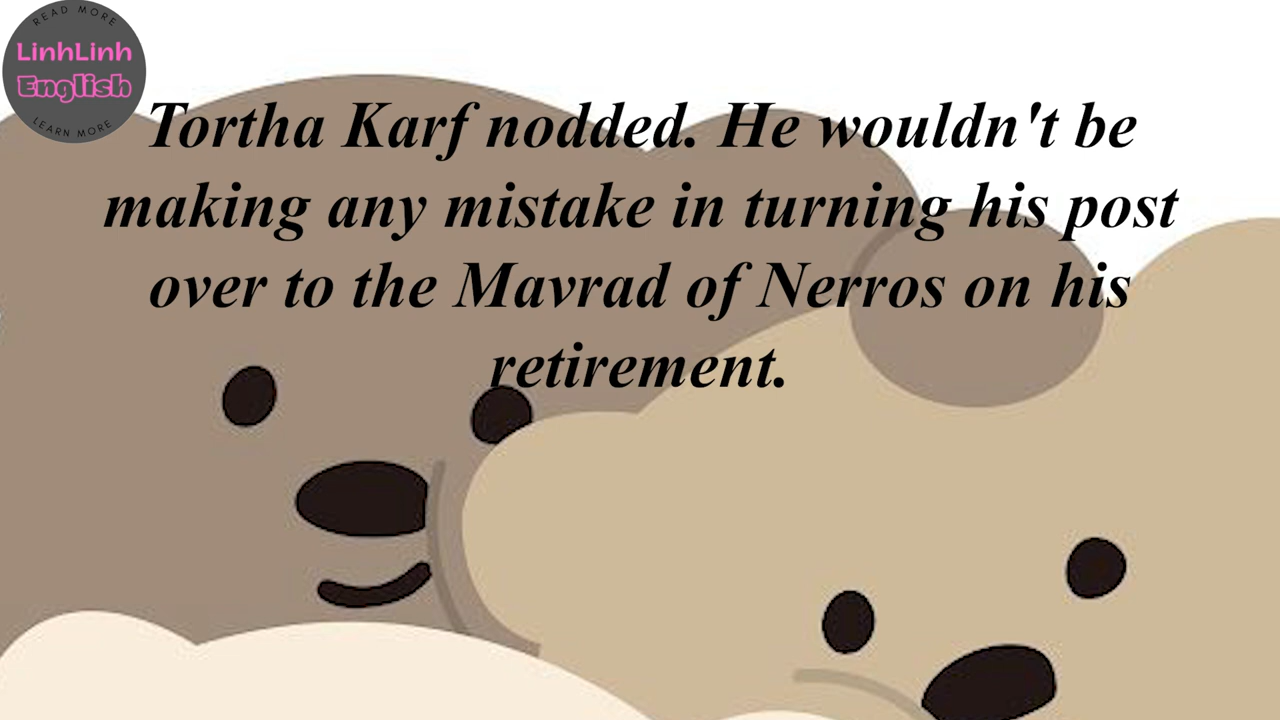 READ MORE
LinhLinh
English
LEARN MORE
Tortha Karf nodded. He wouldn't be
making any mistake in turning his post
over to the Mavrad of Nerros on his
retirement.